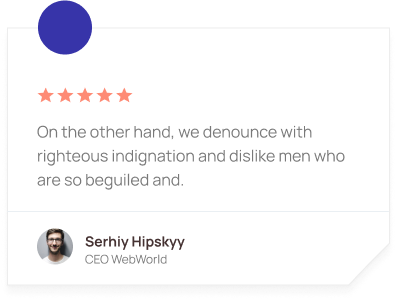 On the other hand, we denounce with
righteous indignation and dislike men who
are so beguiled and.
Serhiy Hipskyy
CEO WebWorld